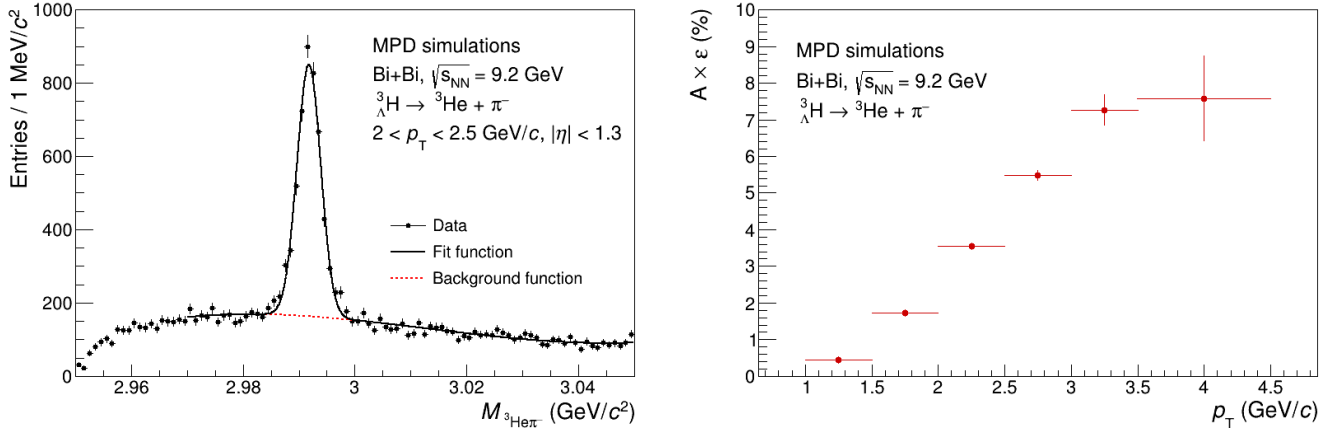 Entries / 1 MeV/c²
1000
800
600
400
200
0
MPD simulations
Bi+Bi, √sNN = 9.2 GeV
³ΛH → ³He + π⁻
2 < pT < 2.5 GeV/c, |η| < 1.3
Data
Fit function
Background function
2.96 2.98 3 3.02 3.04
M³Heπ⁻ (GeV/c²)
A × ε (%)
10
9
8
7
6
5
4
3
2
1
0
MPD simulations
Bi+Bi, √sNN = 9.2 GeV
³ΛH → ³He + π⁻
1 1.5 2 2.5 3 3.5 4 4.5
pT (GeV/c)